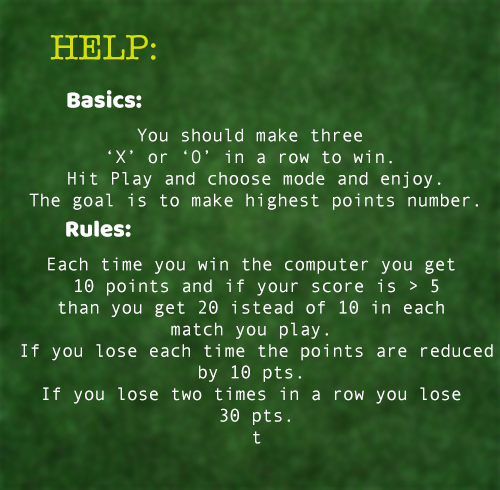 HELP:
Basics:
You should make three
‘X’ or ‘O’ in a row to win.
Hit Play and choose mode and enjoy.
The goal is to make highest points number.
Rules:
Each time you win the computer you get
10 points and if your score is > 5
than you get 20 istead of 10 in each
match you play.
If you lose each time the points are reduced
by 10 pts.
If you lose two times in a row you lose
30 pts.
t